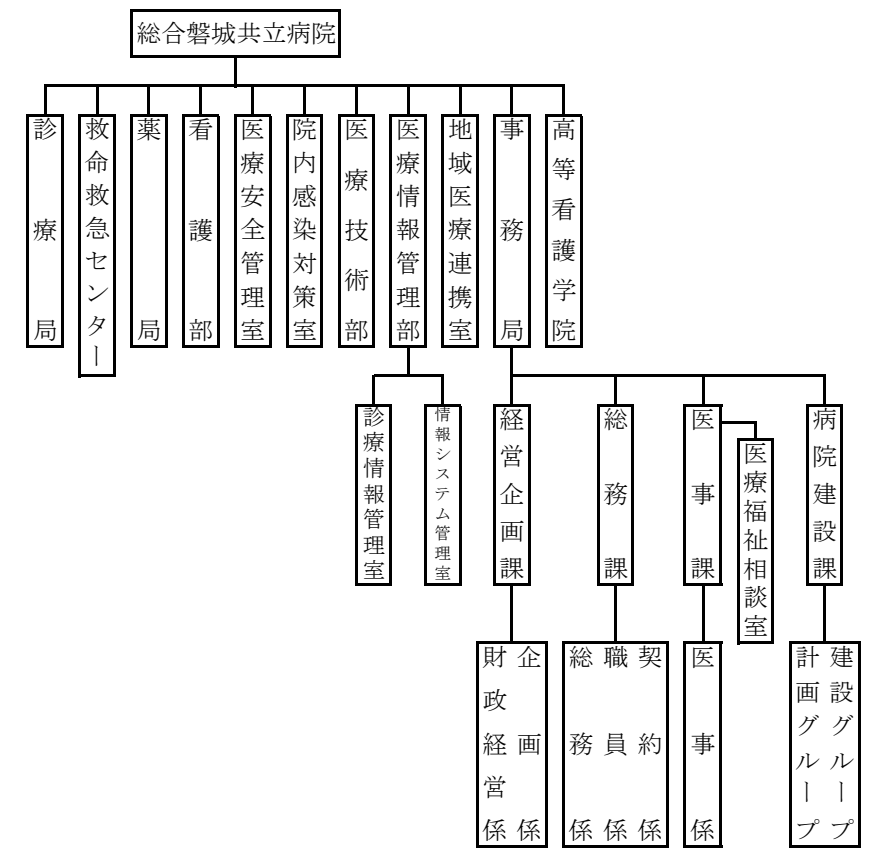 総合磐城共立病院
診療局
救命救急センター
薬局
看護部
医療安全管理室
院内感染対策室
医療技術部
医療情報管理部
地域医療連携室
事務局
高等看護学院
診療情報管理室
情報システム管理室
経営企画課
総務課
医事課
医療福祉相談室
病院建設課
財政経営係
企画係
総務係
職員係
契約係
医事係
計画グループ
建設グループ